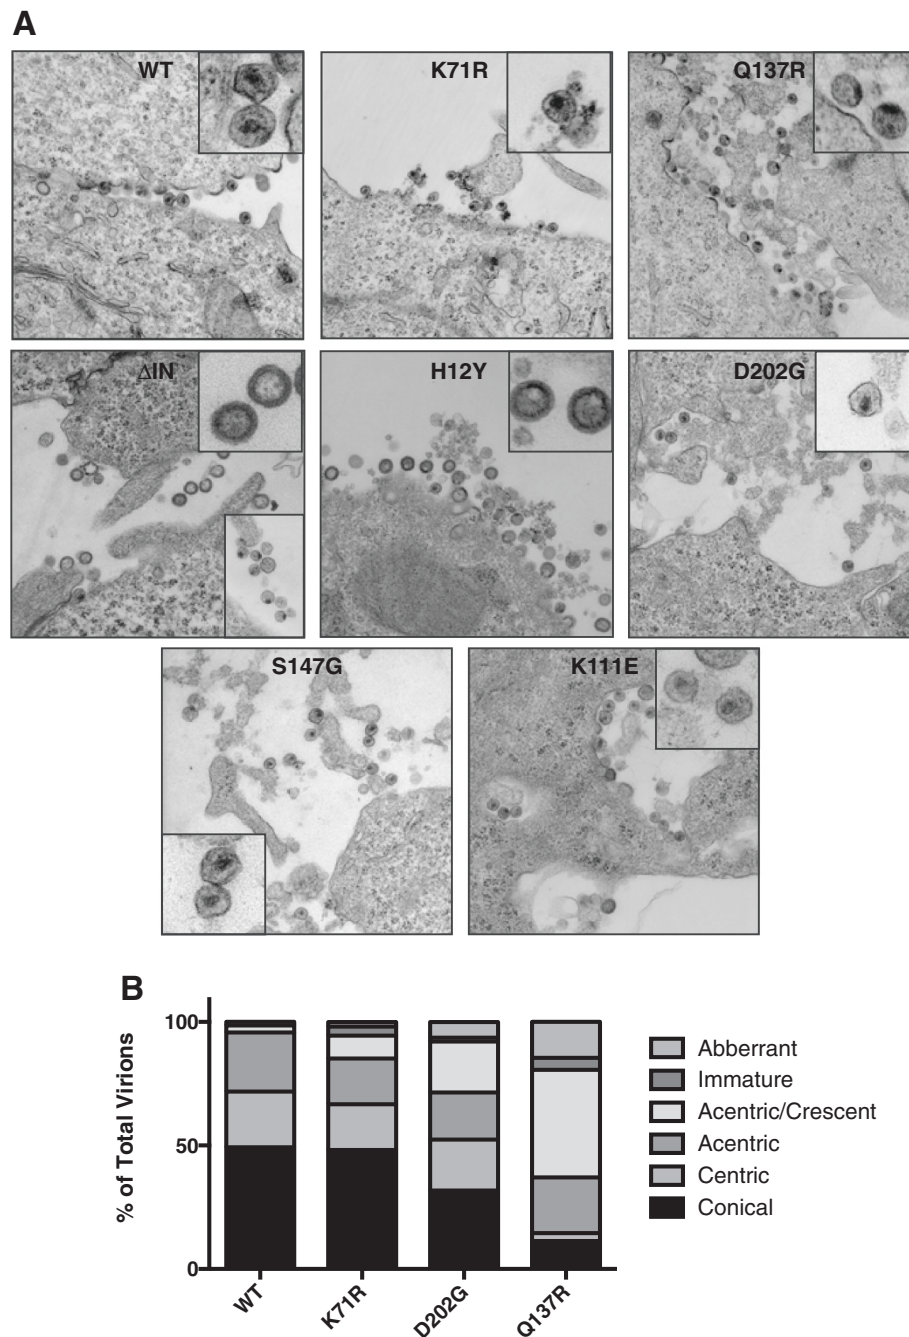 A
WT
K71R
Q137R
ΔIN
H12Y
D202G
S147G
K111E
B
% of Total Virions
100
50
0
WT
K71R
D202G
Q137R
Abberrant
Immature
Acentric/Crescent
Acentric
Centric
Conical